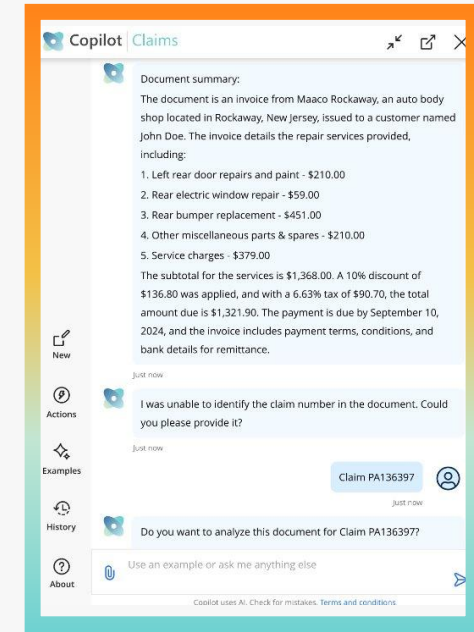 Copilot Claims
Document summary:
The document is an invoice from Maaco Rockaway, an auto body
shop located in Rockaway, New Jersey, issued to a customer named
John Doe. The invoice details the repair services provided,
including:
1. Left rear door repairs and paint - $210.00
2. Rear electric window repair - $59.00
3. Rear bumper replacement - $451.00
4. Other miscellaneous parts & spares - $210.00
5. Service charges - $379.00
The subtotal for the services is $1,368.00. A 10% discount of
$136.80 was applied, and with a 6.63% tax of $90.70, the total
amount due is $1,321.90. The payment is due by September 10,
2024, and the invoice includes payment terms, conditions, and
bank details for remittance.
Just now
I was unable to identify the claim number in the document. Could
you please provide it?
Just now
Claim PA136397
Just now
Do you want to analyze this document for Claim PA136397?
New
Actions
Examples
History
About
Use an example or ask me anything else
Copilot uses AI. Check for mistakes. Terms and conditions